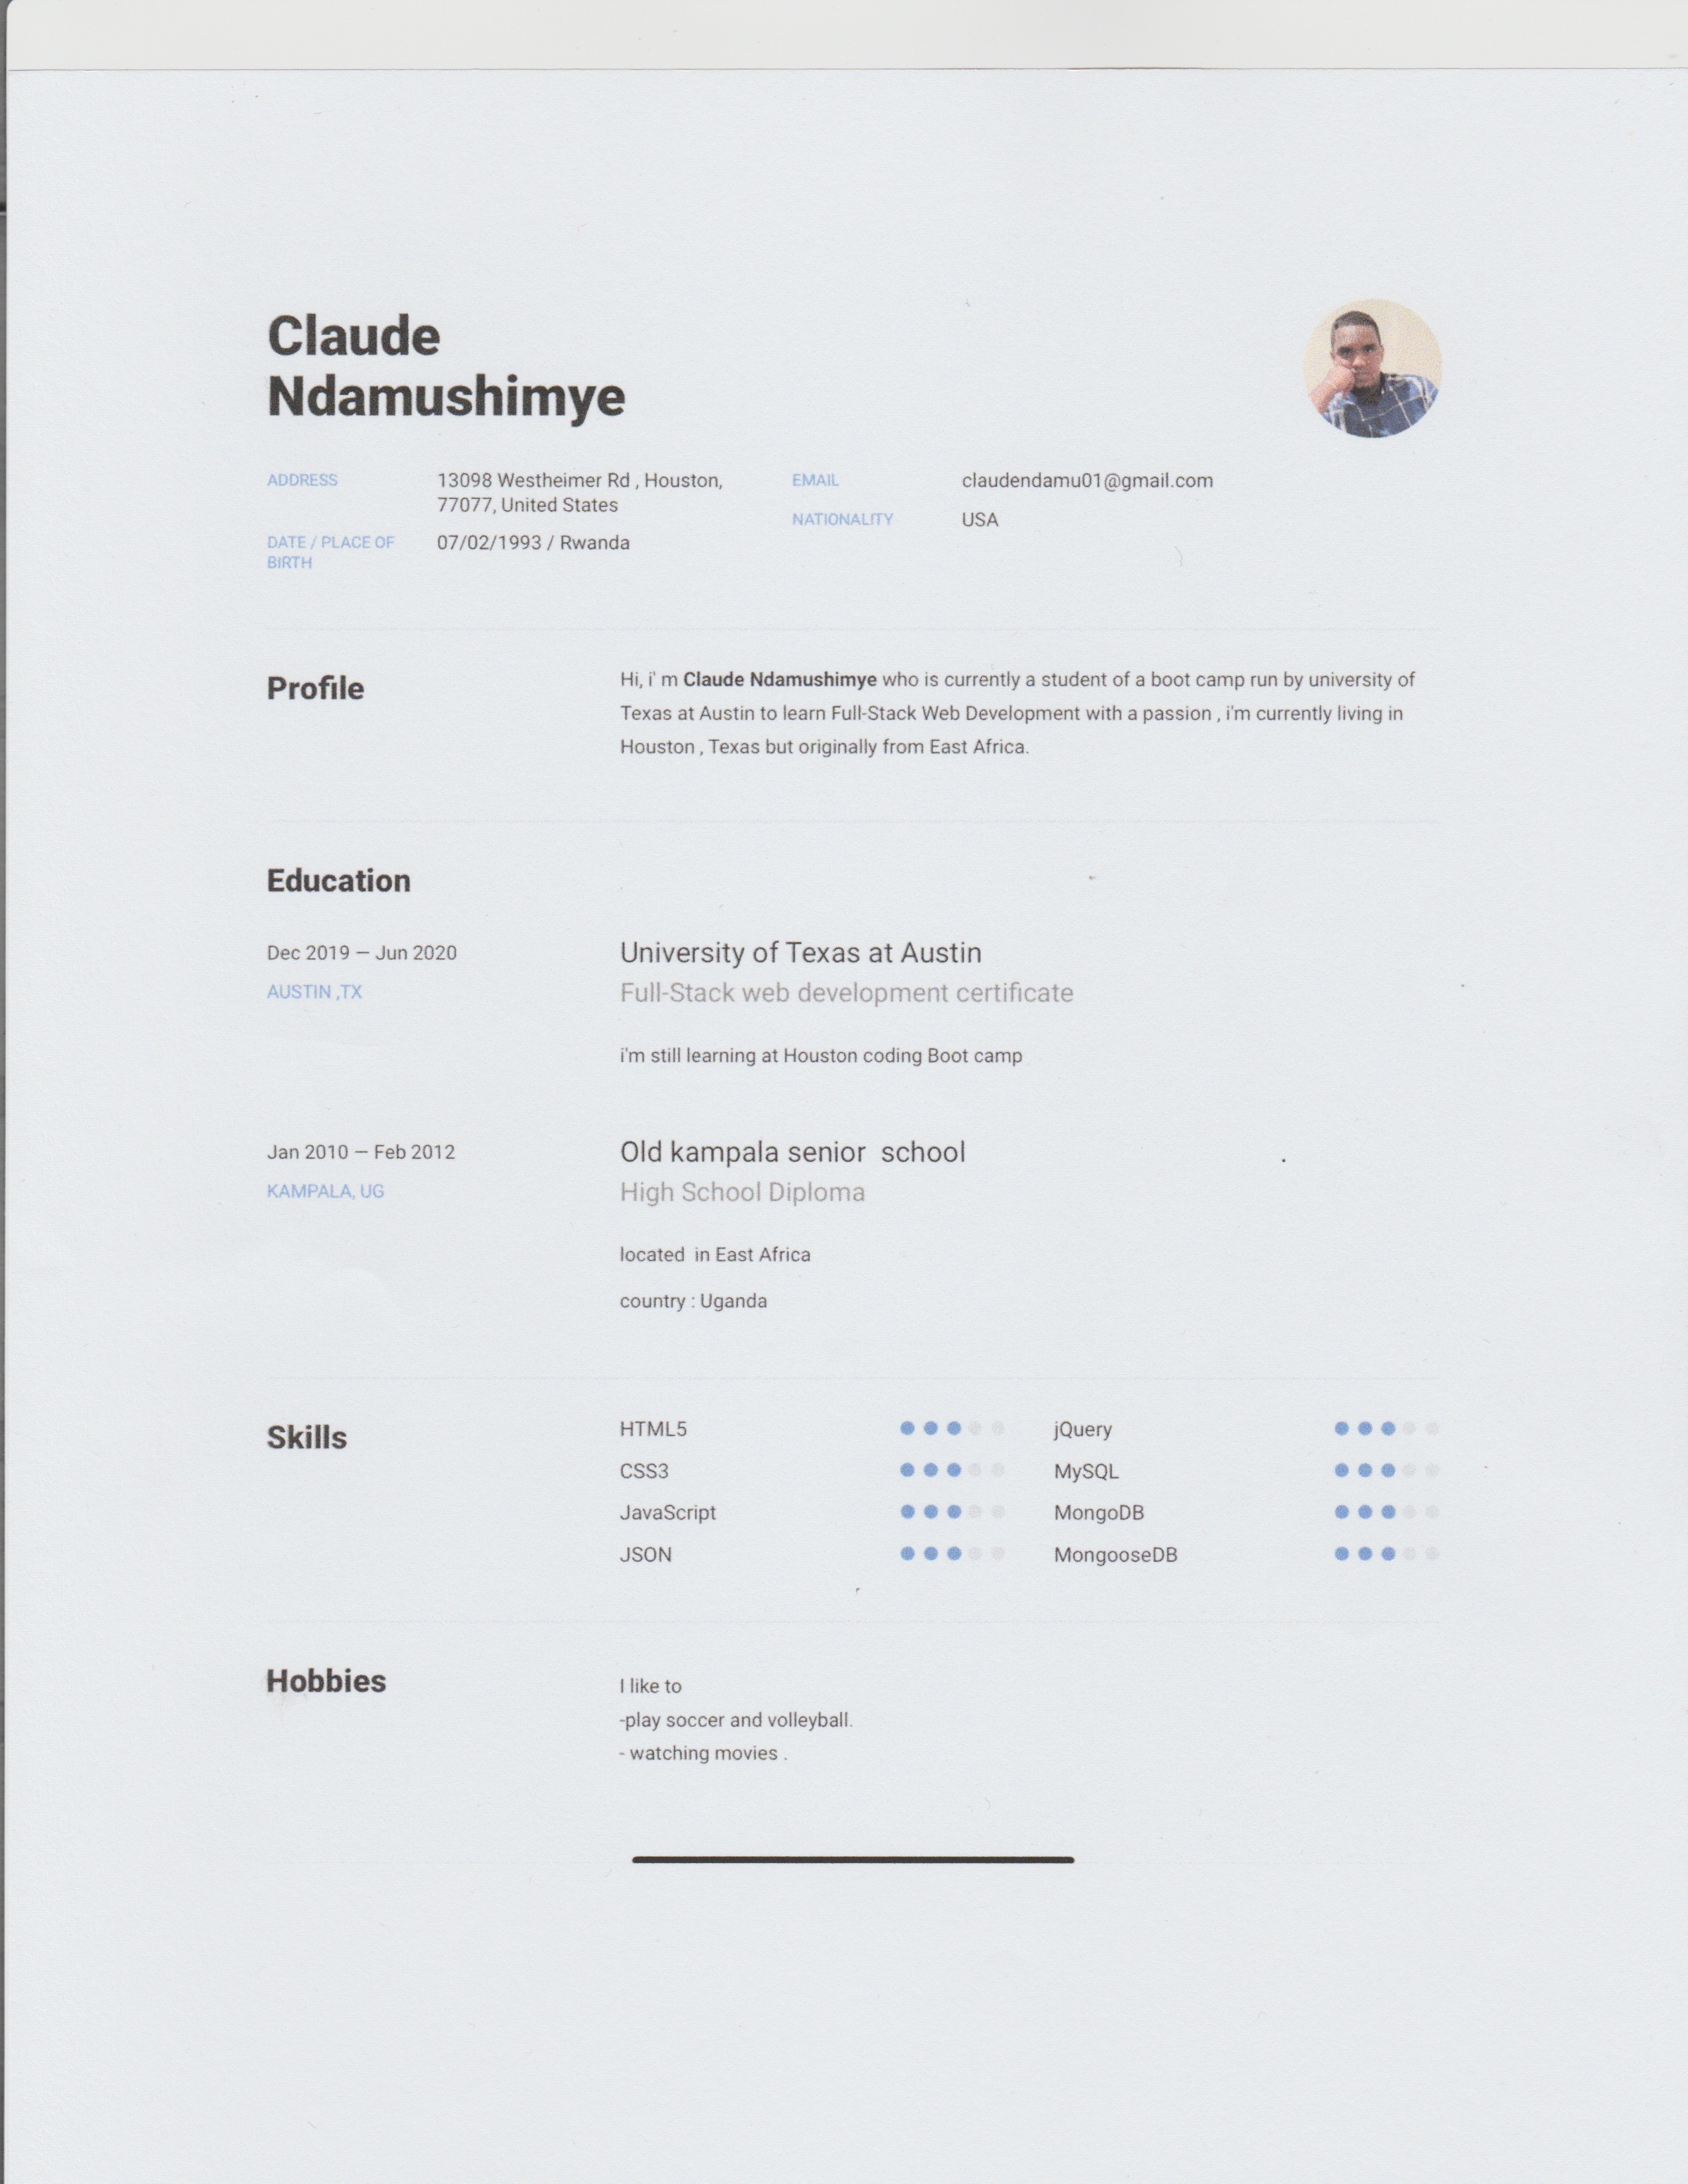 Claude
Ndamushimye
ADDRESS
13098 Westheimer Rd , Houston,
77077, United States
DATE / PLACE OF
BIRTH
07/02/1993 / Rwanda
EMAIL
claudendamu01@gmail.com
NATIONALITY
USA
Profile
Hi, i' m Claude Ndamushimye who is currently a student of a boot camp run by university of
Texas at Austin to learn Full-Stack Web Development with a passion , i'm currently living in
Houston , Texas but originally from East Africa.
Education
Dec 2019 — Jun 2020
AUSTIN ,TX
University of Texas at Austin
Full-Stack web development certificate
i'm still learning at Houston coding Boot camp
Jan 2010 — Feb 2012
KAMPALA, UG
Old kampala senior  school
High School Diploma
located  in East Africa
country : Uganda
Skills
HTML5
CSS3
JavaScript
JSON
jQuery
MySQL
MongoDB
MongooseDB
Hobbies
I like to
-play soccer and volleyball.
- watching movies .